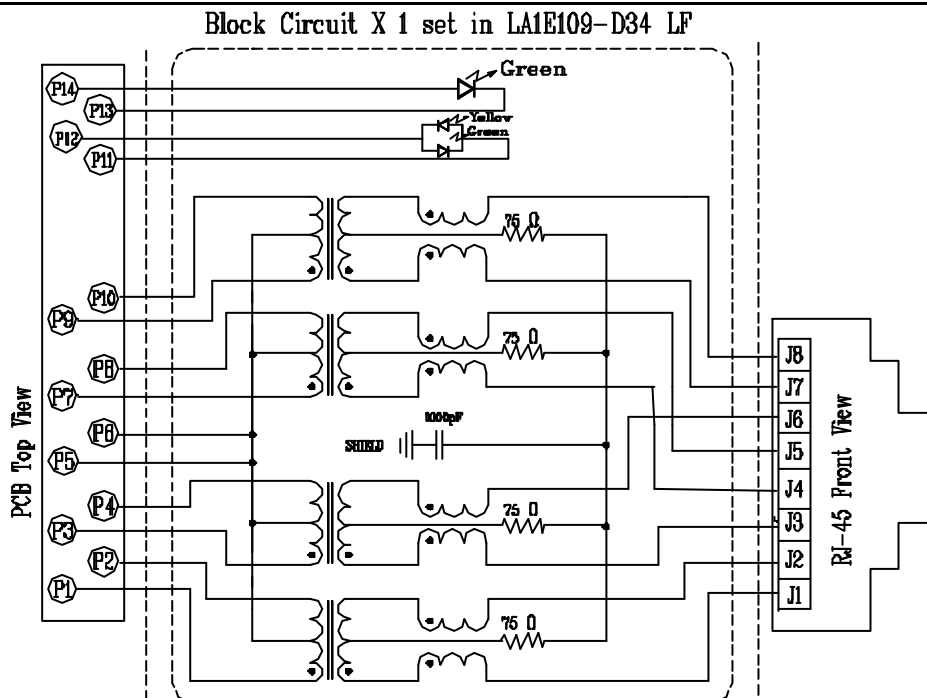 Block Circuit X 1 set in LA1E109-D34 LF
P14
Green
P13
Yellow
P12
Green
P11
75 Ω
P10
P9
75 Ω
J8
P8
J7
P7
1000pF
J6
P6
SHIELD
J5
P5
J4
P4
75 Ω
P3
J3
P2
J2
P1
J1
75 Ω
PCB Top View
RJ-45 Front View